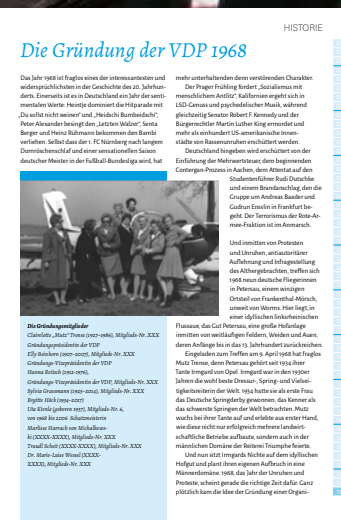 HISTORIE
Die Gründung der VDP 1968
Das Jahr 1968 ist fraglos eines der interessantesten und
widersprüchlichsten in der Geschichte des 20. Jahrhun-
derts. Einerseits ist es in Deutschland ein Jahr der senti-
mentalen Werte: Heintje dominiert die Hitparade mit
„Du sollst nicht weinen“ und „Heidschi Bumbeidschi“,
Peter Alexander besingt den „Letzten Walzer“, Senta
Berger und Heinz Rühmann bekommen den Bambi
verliehen. Selbst dass der 1. FC Nürnberg nach langem
Dornröschenschlaf und einer sensationellen Saison
deutscher Meister in der Fußball-Bundesliga wird, hat
Die Gründungsmitglieder
Clairelotte „Mutz“ Trense (1927–1986), Mitglieds-Nr. XXX
Gründungspräsidentin der VDP
Elly Beinhorn (1907–2007), Mitglieds-Nr. XXX
Gründungs-Vizepräsidentin der VDP
Hanna Reitsch (1912–1979),
Gründungs-Vizepräsidentin der VDP, Mitglieds-Nr. XXX
Sylvia Grassmann (1925–2014), Mitglieds-Nr. XXX
Brigitte Höck (1934–2017)
Uta Kienle (geboren 1937), Mitglieds-Nr. 6,
von 1968 bis 2006 Schatzmeisterin
Marliese Harrach von Michalkows-
ki (XXXX-XXXX), Mitglieds-Nr. XXX
Traudl Scheit (XXXX-XXXX), Mitglieds-Nr. XXX
Dr. Marie-Luise Wessel (XXXX-
XXXX), Mitglieds-Nr. XXX
mehr unterhaltenden denn verstörenden Charakter.
Der Prager Frühling fordert „Sozialismus mit
menschlichem Antlitz“, Kalifornien ergeht sich in
LSD-Genuss und psychedelischer Musik, während
gleichzeitig Senator Robert F. Kennedy und der
Bürgerrechtler Martin Luther King ermordet und
mehr als einhundert US-amerikanische Innen-
städte von Rassenunruhen erschüttert werden.
Deutschland hingegen wird erschüttert von der
Einführung der Mehrwertsteuer, dem beginnenden
Contergan-Prozess in Aachen, dem Attentat auf den
Studentenführer Rudi Dutschke
und einem Brandanschlag, den die
Gruppe um Andreas Baader und
Gudrun Ensslin in Frankfurt be-
geht. Der Terrorismus der Rote-Ar-
mee-Fraktion ist im Anmarsch.
Und inmitten von Protesten
und Unruhen, antiautoritärer
Auflehnung und Infragestellung
des Althergebrachten, treffen sich
1968 neun deutsche Fliegerinnen
in Petersau, einem winzigen
Ortsteil von Frankenthal-Mörsch,
unweit von Worms. Hier liegt, in
einer idyllischen linksrheinischen
Flussaue, das Gut Petersau, eine große Hofanlage
inmitten von weitläufigen Feldern, Weiden und Auen,
deren Anfänge bis in das 13. Jahrhundert zurückreichen.
Eingeladen zum Treffen am 9. April 1968 hat fraglos
Mutz Trense, denn Petersau gehört seit 1934 ihrer
Tante Irmgard von Opel. Irmgard war in den 1930er
Jahren die wohl beste Dressur-, Spring- und Vielsei-
tigkeitsreiterin der Welt. 1934 hatte sie als erste Frau
das Deutsche Springderby gewonnen, das Kenner als
das schwerste Springen der Welt betrachten. Mutz
wuchs bei ihrer Tante auf und erlebte aus erster Hand,
wie diese nicht nur erfolgreich mehrere landwirt-
schaftliche Betriebe aufbaute, sondern auch in der
männlichen Domäne der Reiterei Triumphe feierte.
Und nun sitzt Irmgards Nichte auf dem idyllischen
Hofgut und plant ihren eigenen Aufbruch in eine
Männerdomäne. 1968, das Jahr der Unruhen und
Proteste, scheint gerade die richtige Zeit dafür. Ganz
plötzlich kam die Idee der Gründung einer Organi-